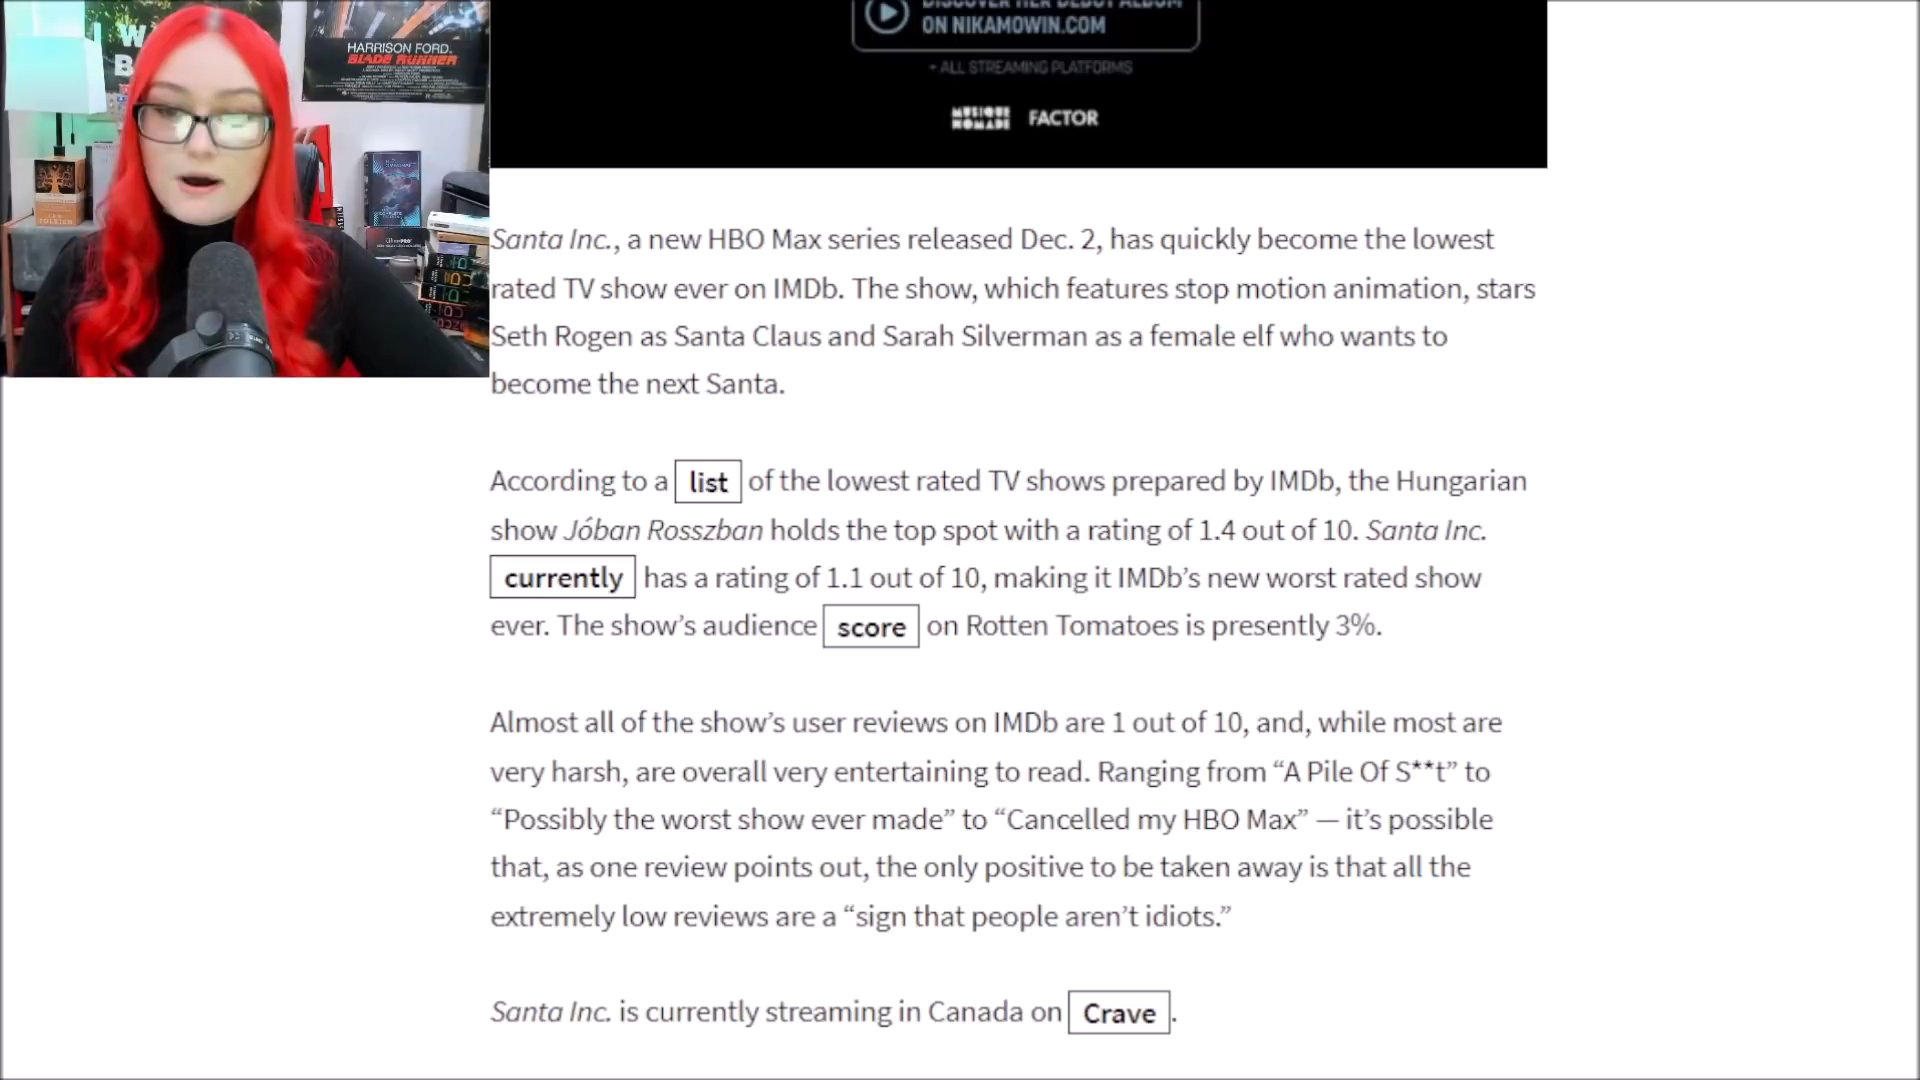 HARRISON FORD.
BLADE RUNNER
DISCOVER HER DEBUT ALBUM
ON NIKAMOWIN.COM
+ ALL STREAMING PLATFORMS
MUSIQUE
NOMADE
FACTOR
Santa Inc., a new HBO Max series released Dec. 2, has quickly become the lowest
rated TV show ever on IMDb. The show, which features stop motion animation, stars
Seth Rogen as Santa Claus and Sarah Silverman as a female elf who wants to
become the next Santa.
According to a list of the lowest rated TV shows prepared by IMDb, the Hungarian
show Jóban Rosszban holds the top spot with a rating of 1.4 out of 10. Santa Inc.
currently has a rating of 1.1 out of 10, making it IMDb’s new worst rated show
ever. The show’s audience score on Rotten Tomatoes is presently 3%.
Almost all of the show’s user reviews on IMDb are 1 out of 10, and, while most are
very harsh, are overall very entertaining to read. Ranging from “A Pile Of S**t” to
“Possibly the worst show ever made” to “Cancelled my HBO Max” — it’s possible
that, as one review points out, the only positive to be taken away is that all the
extremely low reviews are a “sign that people aren’t idiots.”
Santa Inc. is currently streaming in Canada on Crave.